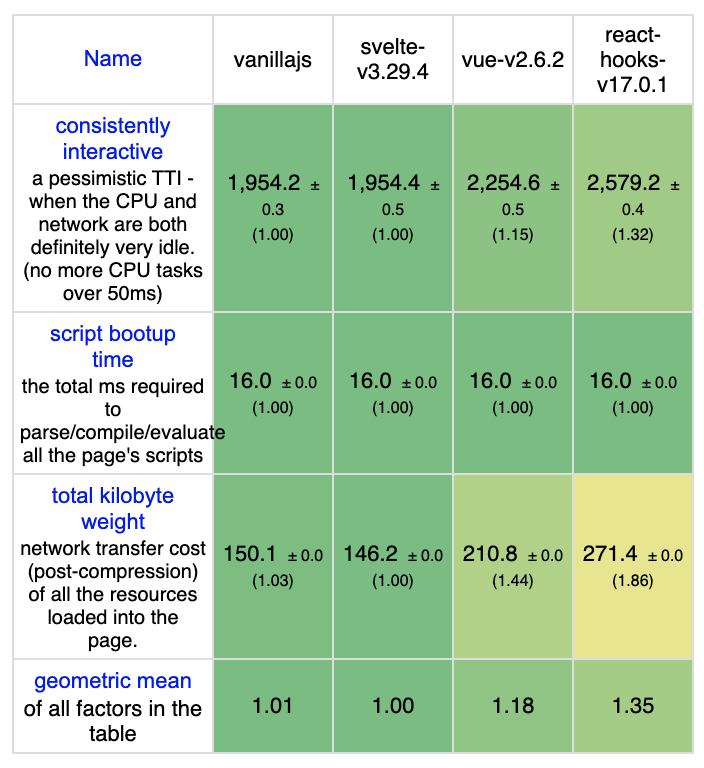 Name
vanillajs
svelte-
v3.29.4
vue-v2.6.2
react-
hooks-
v17.0.1
consistently
interactive
a pessimistic TTI -
when the CPU and
network are both
definitely very idle.
(no more CPU tasks
over 50ms)
1,954.2 ±
0.3
(1.00)
1,954.4 ±
0.5
(1.00)
2,254.6 ±
0.5
(1.15)
2,579.2 ±
0.4
(1.32)
script bootup
time
the total ms required
to
parse/compile/evaluate
all the page's scripts
16.0 ± 0.0
(1.00)
16.0 ± 0.0
(1.00)
16.0 ± 0.0
(1.00)
16.0 ± 0.0
(1.00)
total kilobyte
weight
network transfer cost
(post-compression)
of all the resources
loaded into the
page.
150.1 ± 0.0
(1.03)
146.2 ± 0.0
(1.00)
210.8 ± 0.0
(1.44)
271.4 ± 0.0
(1.86)
geometric mean
of all factors in the
table
1.01
1.00
1.18
1.35